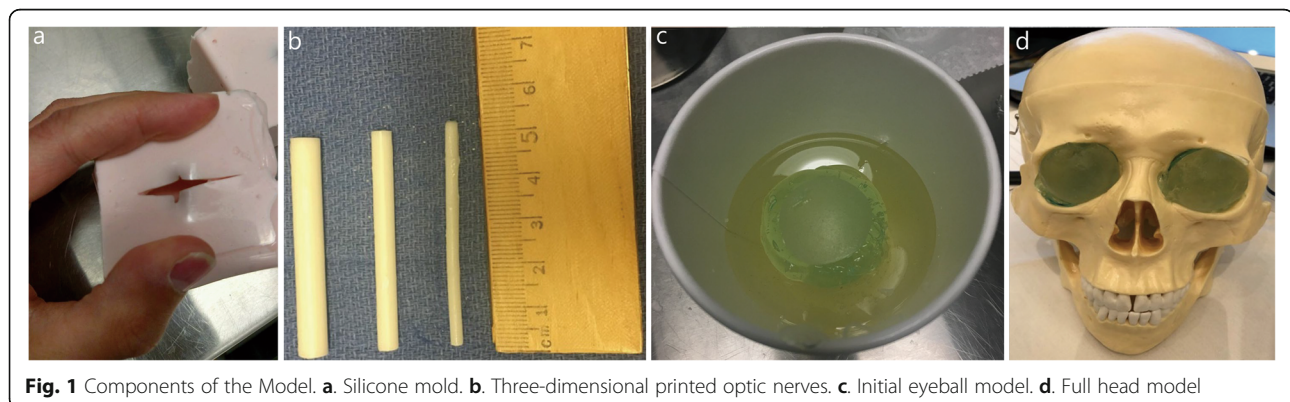 a
b
c
d
7
6
5
4
3
2
cm 1
Fig. 1 Components of the Model. a. Silicone mold. b. Three-dimensional printed optic nerves. c. Initial eyeball model. d. Full head model